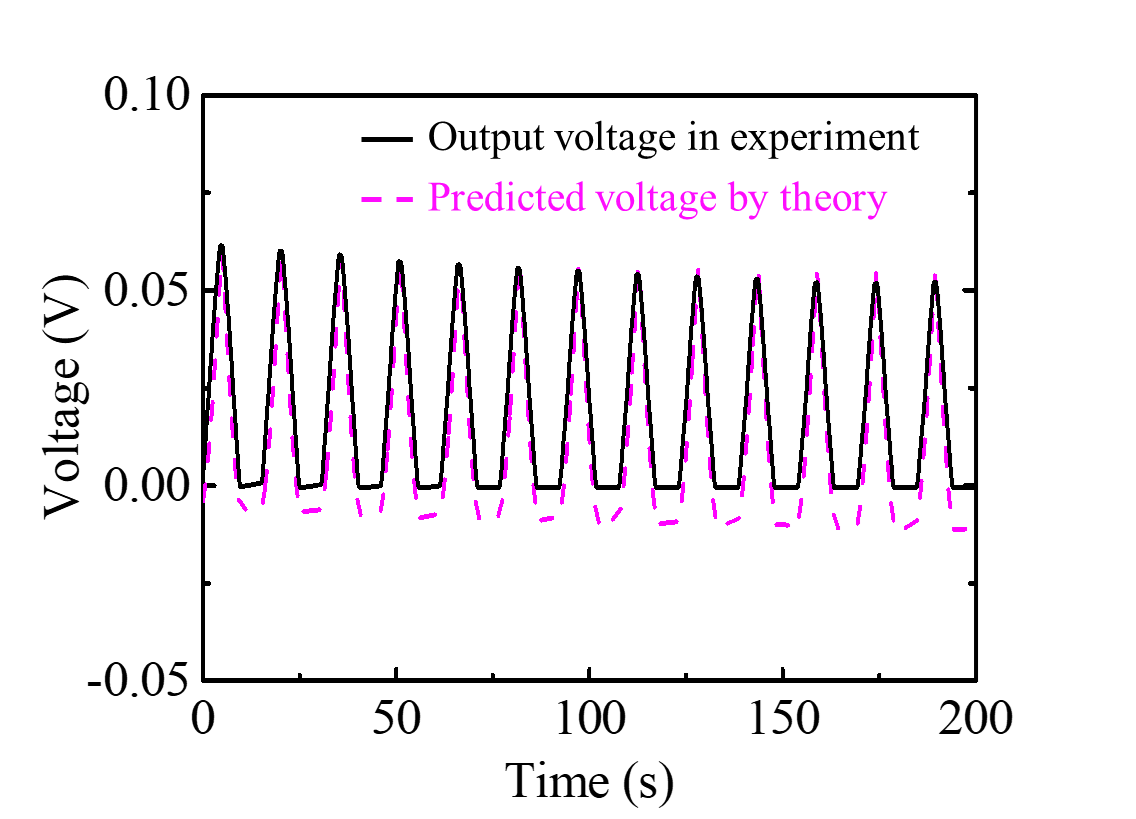 0.10
Output voltage in experiment
Predicted voltage by theory
0.05
Voltage (V)
0.00
-0.05
0 50 100 150 200
Time (s)